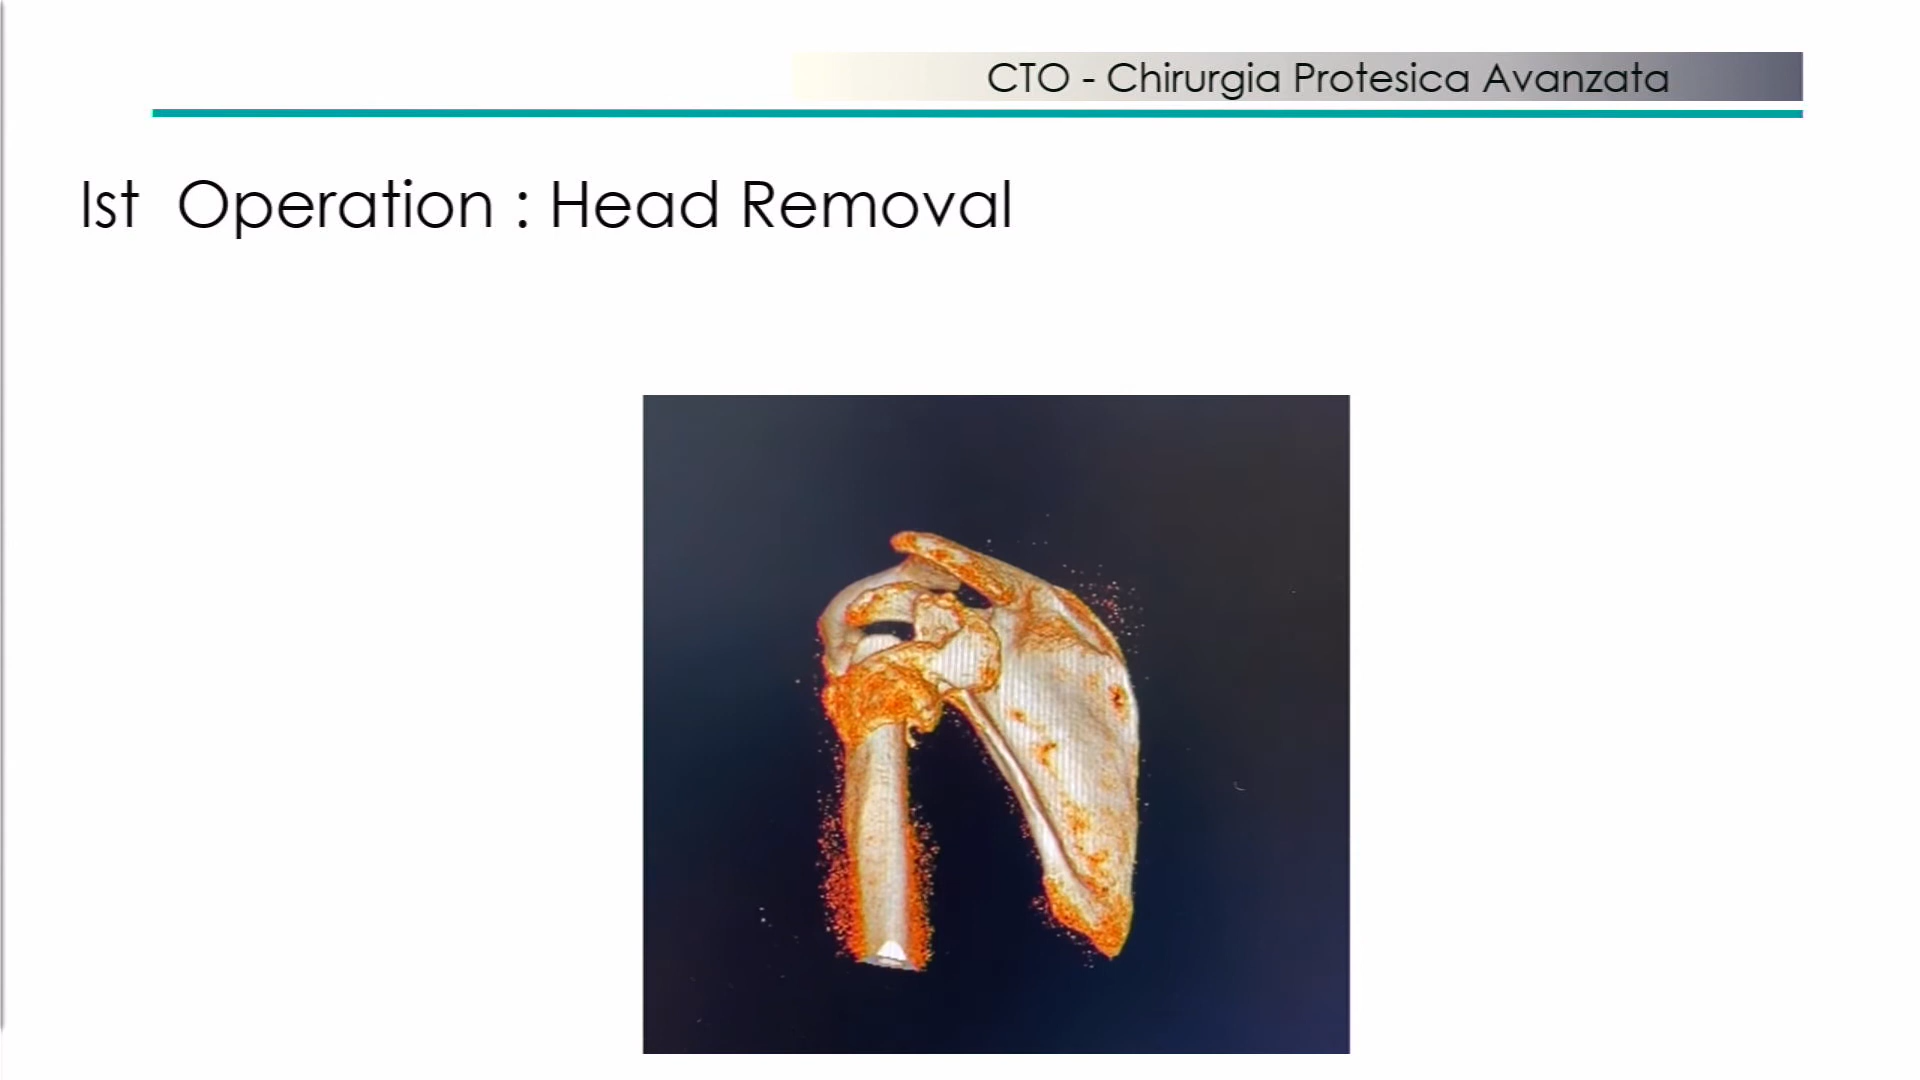 CTO - Chirurgia Protesica Avanzata
Ist Operation : Head Removal